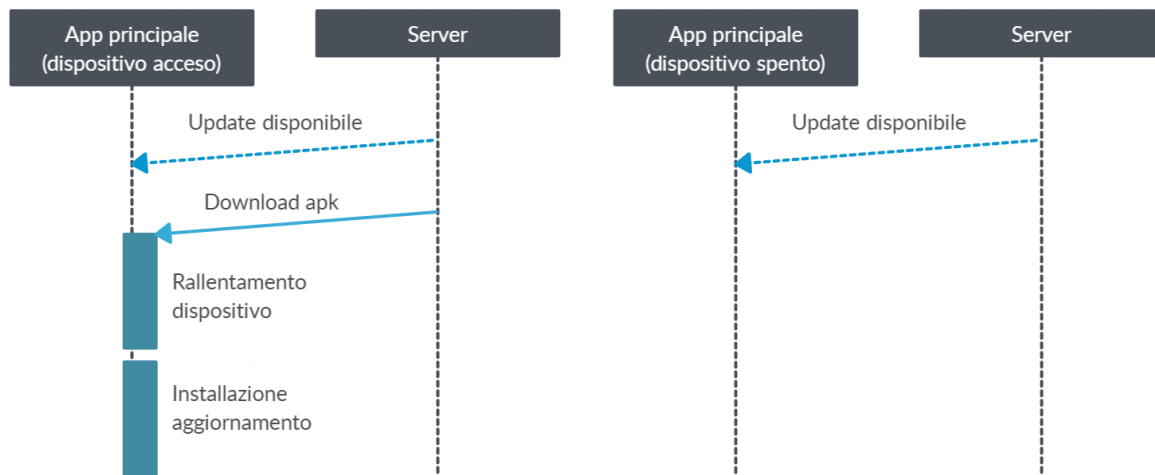 App principale
(dispositivo acceso)
Server
Update disponibile
Download apk
Rallentamento
dispositivo
Installazione
aggiornamento
App principale
(dispositivo spento)
Server
Update disponibile